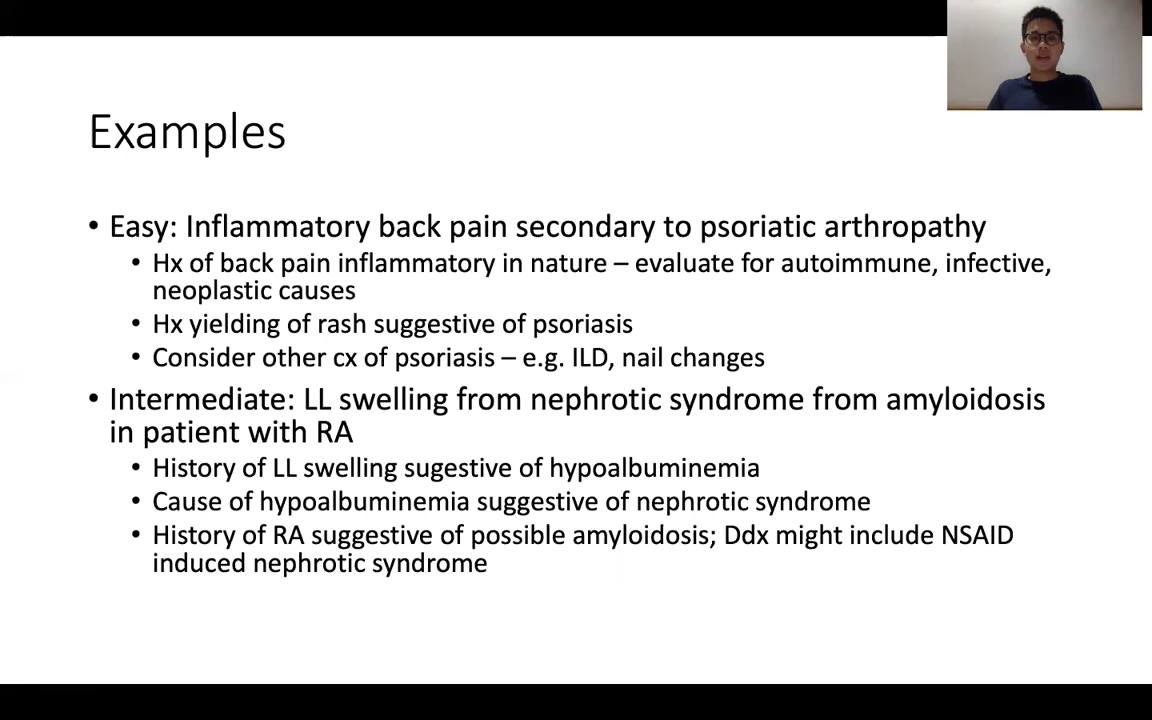 Examples
• Easy: Inflammatory back pain secondary to psoriatic arthropathy
• Hx of back pain inflammatory in nature – evaluate for autoimmune, infective,
neoplastic causes
• Hx yielding of rash suggestive of psoriasis
• Consider other cx of psoriasis – e.g. ILD, nail changes
• Intermediate: LL swelling from nephrotic syndrome from amyloidosis
in patient with RA
• History of LL swelling sugestive of hypoalbuminemia
• Cause of hypoalbuminemia suggestive of nephrotic syndrome
• History of RA suggestive of possible amyloidosis; Ddx might include NSAID
induced nephrotic syndrome